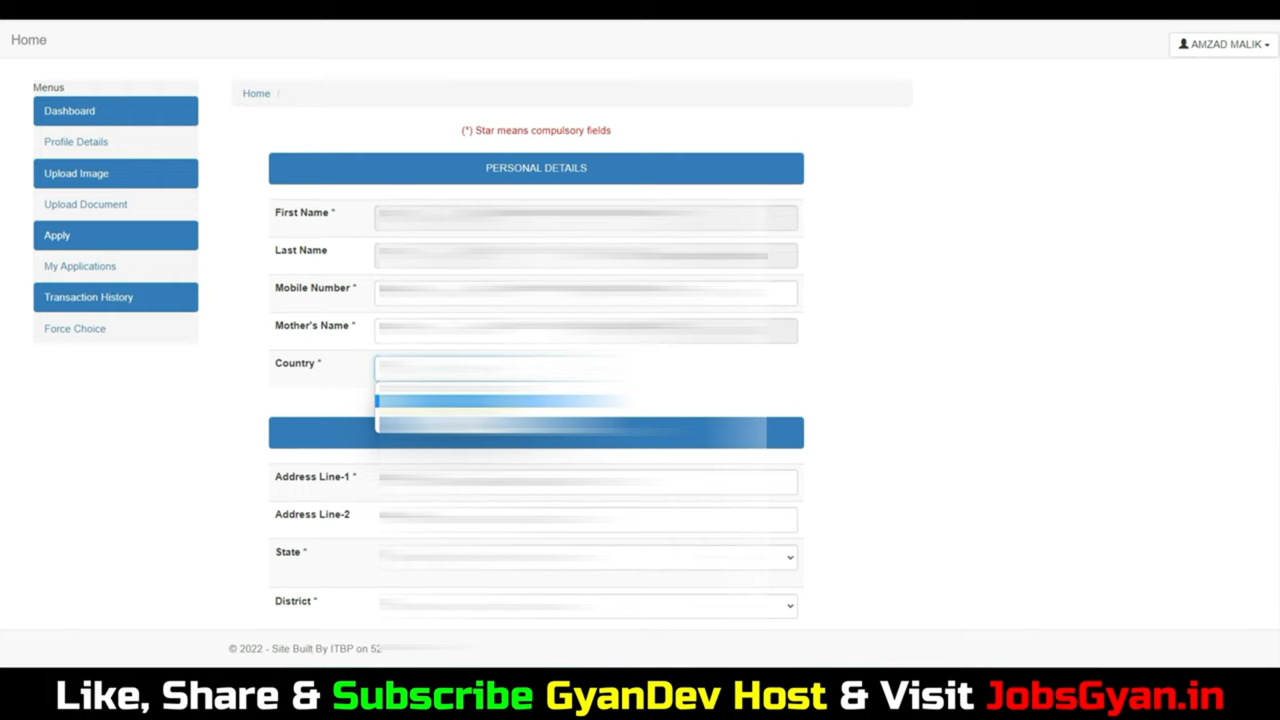 Home
AMZAD MALIK
Menus
Dashboard
Profile Details
Upload Image
Upload Document
Apply
My Applications
Transaction History
Force Choice
Home /
(*) Star means compulsory fields
PERSONAL DETAILS
First Name *
Last Name
Mobile Number *
Mother's Name *
Country *
Address Line-1 *
Address Line-2
State *
District *
© 2022 - Site Built By ITBP on 52
Like, Share & Subscribe GyanDev Host & Visit JobsGyan.in